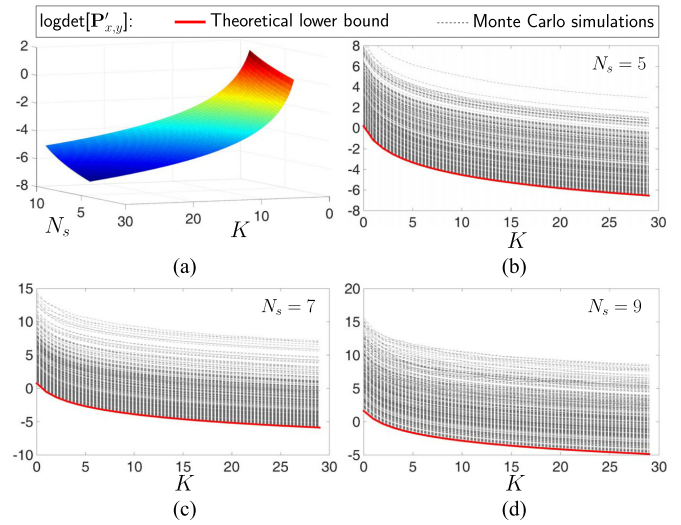 logdet[P′x,y]: Theoretical lower bound Monte Carlo simulations
2
0
-2
-4
-6
-8
10
5
30
20
10
0
Ns
K
(a)
8
6
4
2
0
-2
-4
-6
-8
0 5 10 15 20 25 30
Ns = 5
K
(b)
15
10
5
0
-5
-10
0 5 10 15 20 25 30
Ns = 7
K
(c)
20
15
10
5
0
-5
0 5 10 15 20 25 30
Ns = 9
K
(d)